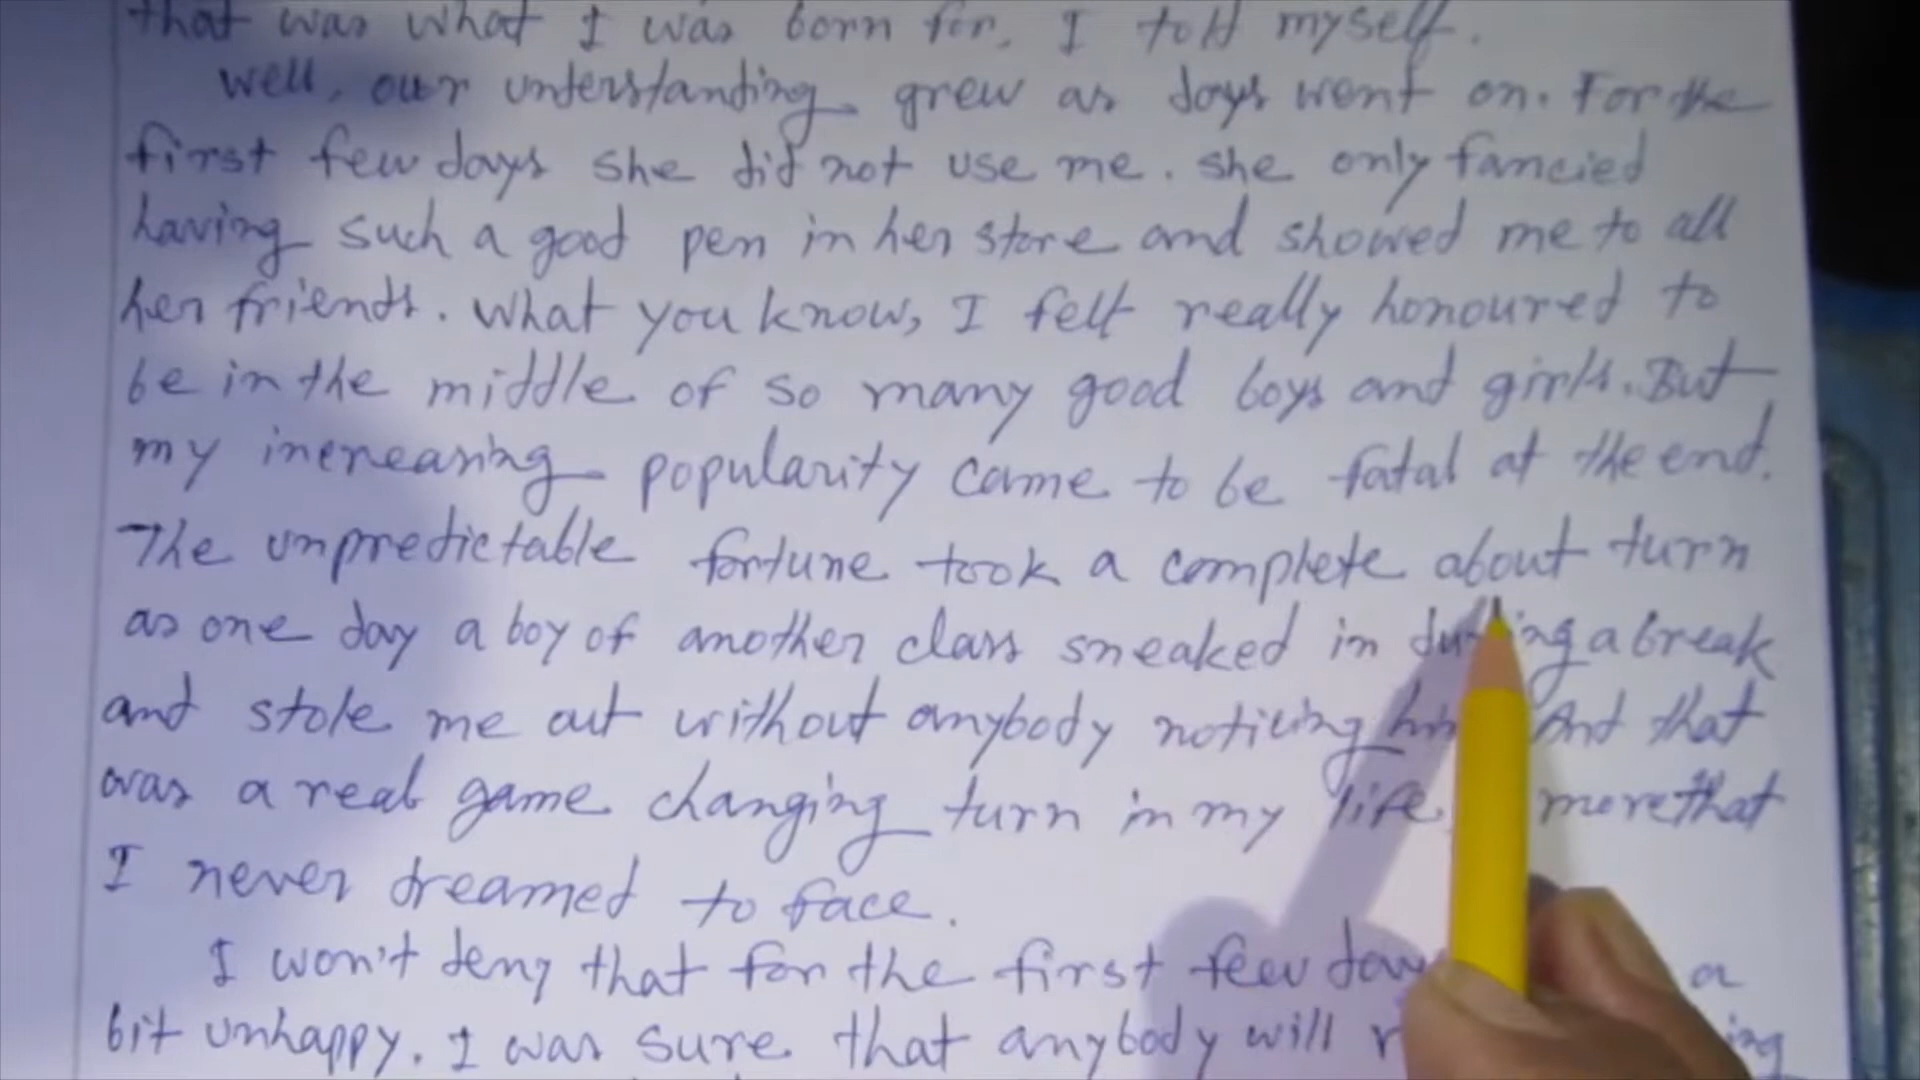 that was what I was born for. I told myself.
Well, our understanding grew as days went on. For the
first few days she did not use me. She only fancied
having such a good pen in her store and showed me to all
her friends. What you know, I felt really honoured to
be in the middle of so many good boys and girls. But
my increasing popularity came to be fatal at the end.
The unpredictable fortune took a complete about turn
as one day a boy of another class sneaked in during a break
and stole me out without anybody noticing And that
was a real game changing turn in my life more that
I never dreamed to face.
I won't deny that for the first few a
bit unhappy. I was sure that anybody will